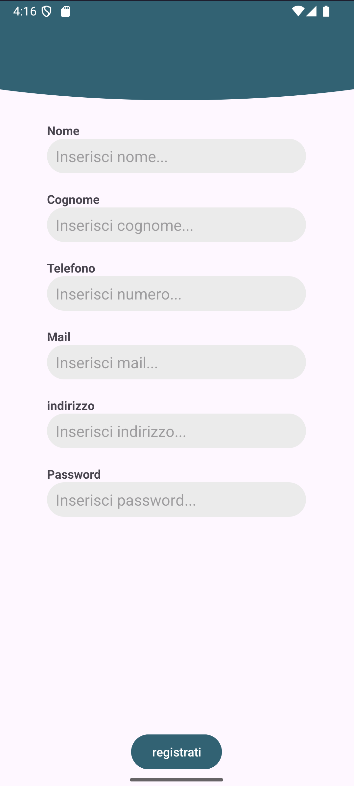 4:16
Nome
Inserisci nome...
Cognome
Inserisci cognome...
Telefono
Inserisci numero...
Mail
Inserisci mail...
indirizzo
Inserisci indirizzo...
Password
Inserisci password...
registrati